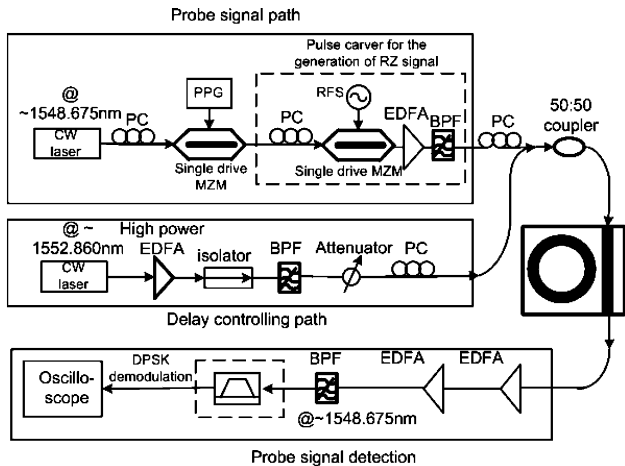 Probe signal path
Pulse carver for the
generation of RZ signal
@
~1548.675nm
PC
CW
laser
PPG
Single drive
MZM
PC
RFS
Single drive MZM
EDFA
BPF
PC
50:50
coupler
@ ~
1552.860nm
CW
laser
High power
EDFA
isolator
BPF
Attenuator
PC
Delay controlling path
Oscillo-
scope
DPSK
demodulation
BPF
@~1548.675nm
EDFA
EDFA
Probe signal detection